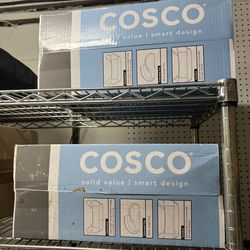 COSCO
solid value | smart design
COSCO
solid value | smart design